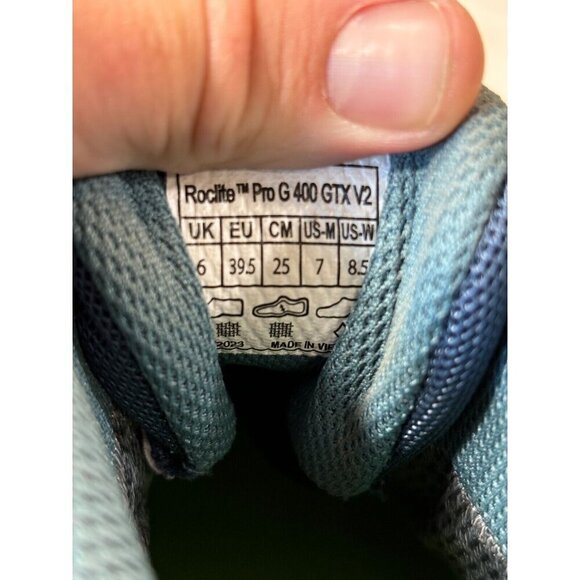 Roclite™ Pro G 400 GTX V2
UK EU CM US-M US-W
6 39.5 25 7 8.5
2023 MADE IN VIE